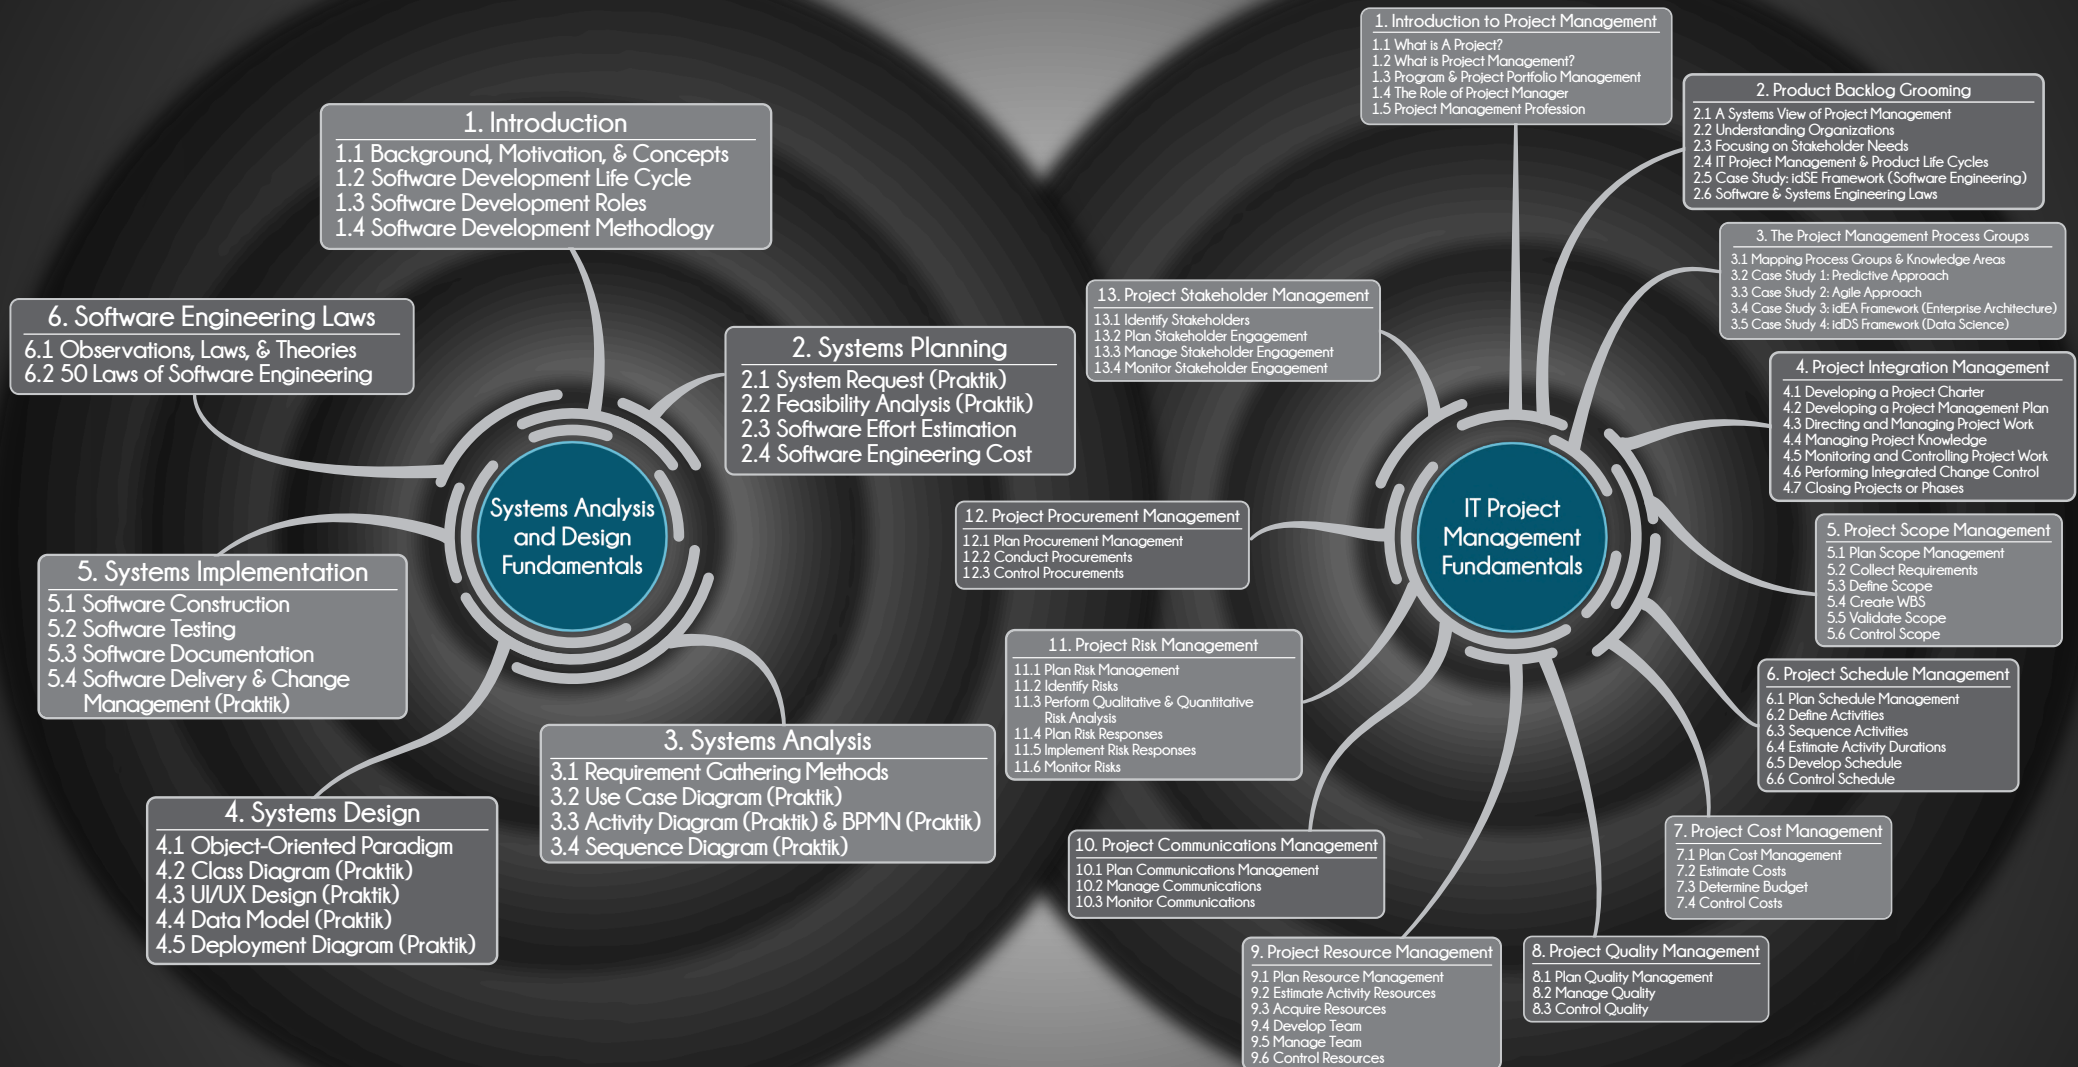 Systems Analysis
and Design
Fundamentals
1. Introduction
1.1 Background, Motivation, & Concepts
1.2 Software Development Life Cycle
1.3 Software Development Roles
1.4 Software Development Methodlogy
2. Systems Planning
2.1 System Request (Praktik)
2.2 Feasibility Analysis (Praktik)
2.3 Software Effort Estimation
2.4 Software Engineering Cost
3. Systems Analysis
3.1 Requirement Gathering Methods
3.2 Use Case Diagram (Praktik)
3.3 Activity Diagram (Praktik) & BPMN (Praktik)
3.4 Sequence Diagram (Praktik)
4. Systems Design
4.1 Object-Oriented Paradigm
4.2 Class Diagram (Praktik)
4.3 UI/UX Design (Praktik)
4.4 Data Model (Praktik)
4.5 Deployment Diagram (Praktik)
5. Systems Implementation
5.1 Software Construction
5.2 Software Testing
5.3 Software Documentation
5.4 Software Delivery & Change
Management (Praktik)
6. Software Engineering Laws
6.1 Observations, Laws, & Theories
6.2 50 Laws of Software Engineering
IT Project
Management
Fundamentals
1. Introduction to Project Management
1.1 What is A Project?
1.2 What is Project Management?
1.3 Program & Project Portfolio Management
1.4 The Role of Project Manager
1.5 Project Management Profession
2. Product Backlog Grooming
2.1 A Systems View of Project Management
2.2 Understanding Organizations
2.3 Focusing on Stakeholder Needs
2.4 IT Project Management & Product Life Cycles
2.5 Case Study: idSE Framework (Software Engineering)
2.6 Software & Systems Engineering Laws
3. The Project Management Process Groups
3.1 Mapping Process Groups & Knowledge Areas
3.2 Case Study 1: Predictive Approach
3.3 Case Study 2: Agile Approach
3.4 Case Study 3: idEA Framework (Enterprise Architecture)
3.5 Case Study 4: idDS Framework (Data Science)
4. Project Integration Management
4.1 Developing a Project Charter
4.2 Developing a Project Management Plan
4.3 Directing and Managing Project Work
4.4 Managing Project Knowledge
4.5 Monitoring and Controlling Project Work
4.6 Performing Integrated Change Control
4.7 Closing Projects or Phases
5. Project Scope Management
5.1 Plan Scope Management
5.2 Collect Requirements
5.3 Define Scope
5.4 Create WBS
5.5 Validate Scope
5.6 Control Scope
6. Project Schedule Management
6.1 Plan Schedule Management
6.2 Define Activities
6.3 Sequence Activities
6.4 Estimate Activity Durations
6.5 Develop Schedule
6.6 Control Schedule
7. Project Cost Management
7.1 Plan Cost Management
7.2 Estimate Costs
7.3 Determine Budget
7.4 Control Costs
8. Project Quality Management
8.1 Plan Quality Management
8.2 Manage Quality
8.3 Control Quality
9. Project Resource Management
9.1 Plan Resource Management
9.2 Estimate Activity Resources
9.3 Acquire Resources
9.4 Develop Team
9.5 Manage Team
9.6 Control Resources
10. Project Communications Management
10.1 Plan Communications Management
10.2 Manage Communications
10.3 Monitor Communications
11. Project Risk Management
11.1 Plan Risk Management
11.2 Identify Risks
11.3 Perform Qualitative & Quantitative
Risk Analysis
11.4 Plan Risk Responses
11.5 Implement Risk Responses
11.6 Monitor Risks
12. Project Procurement Management
12.1 Plan Procurement Management
12.2 Conduct Procurements
12.3 Control Procurements
13. Project Stakeholder Management
13.1 Identify Stakeholders
13.2 Plan Stakeholder Engagement
13.3 Manage Stakeholder Engagement
13.4 Monitor Stakeholder Engagement